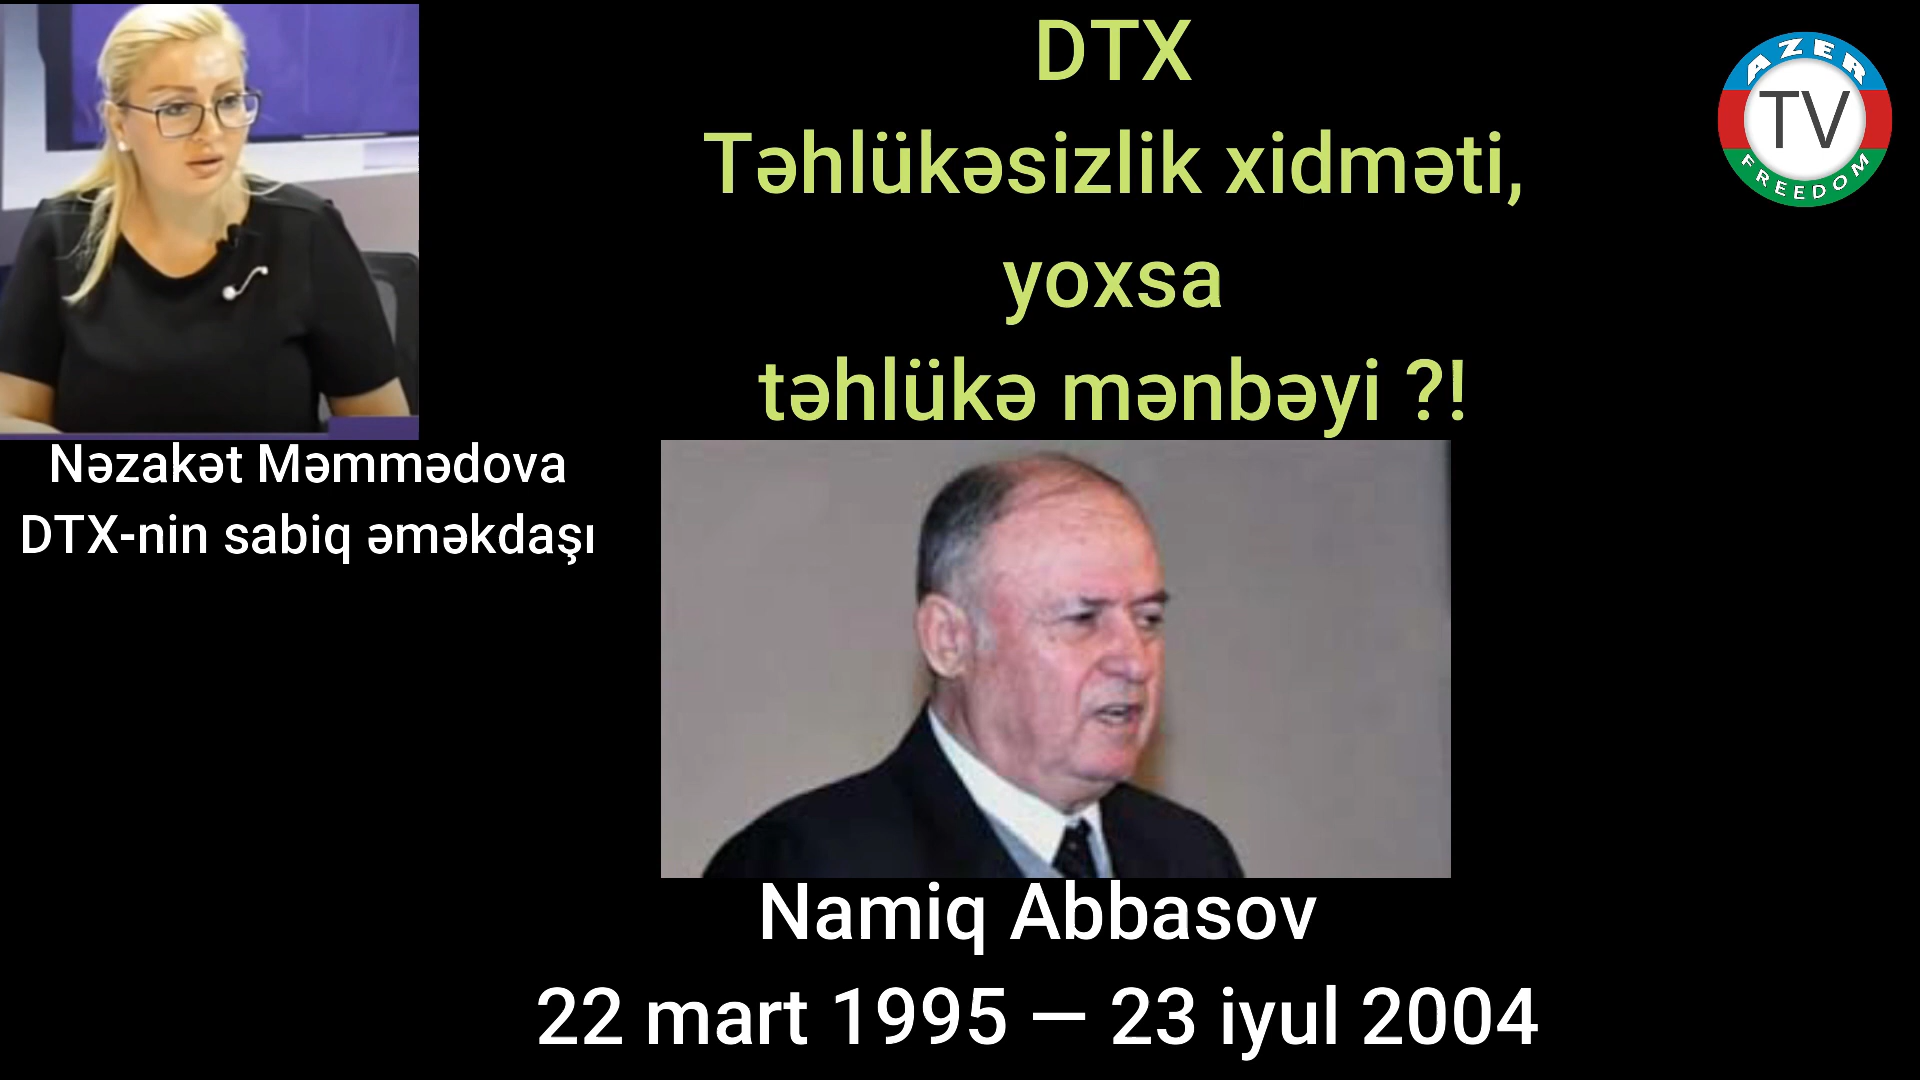 DTX
Təhlükəsizlik xidməti,
yoxsa
təhlükə mənbəyi ?!
AZER
TV
FREEDOM
Nəzakət Məmmədova
DTX-nin sabiq əməkdaşı
Namiq Abbasov
22 mart 1995 — 23 iyul 2004